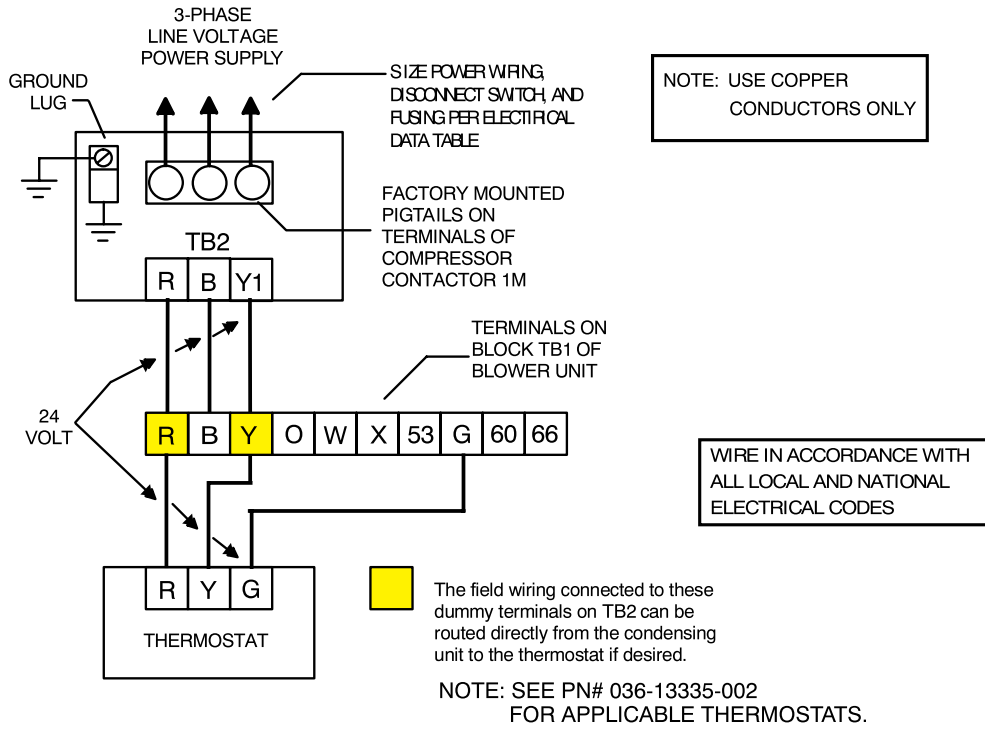 3-PHASE
LINE VOLTAGE
POWER SUPPLY
GROUND
LUG
SIZE POWER WIRING,
DISCONNECT SWITCH, AND
FUSING PER ELECTIRICAL
DATA TABLE
NOTE: USE COPPER
CONDUCTORS ONLY
FACTORY MOUNTED
PIGTAILS ON
TERMINALS OF
COMPRESSOR
CONTACTOR 1M
TB2
R B Y1
TERMINALS ON
BLOCK TB1 OF
BLOWER UNIT
24
VOLT
R B Y O W X 53 G 60 66
WIRE IN ACCORDANCE WITH
ALL LOCAL AND NATIONAL
ELECTRICAL CODES
R Y G
THERMOSTAT
The field wiring connected to these
dummy terminals on TB2 can be
routed directly from the condensing
unit to the thermostat if desired.
NOTE: SEE PN# 036-13335-002
FOR APPLICABLE THERMOSTATS.